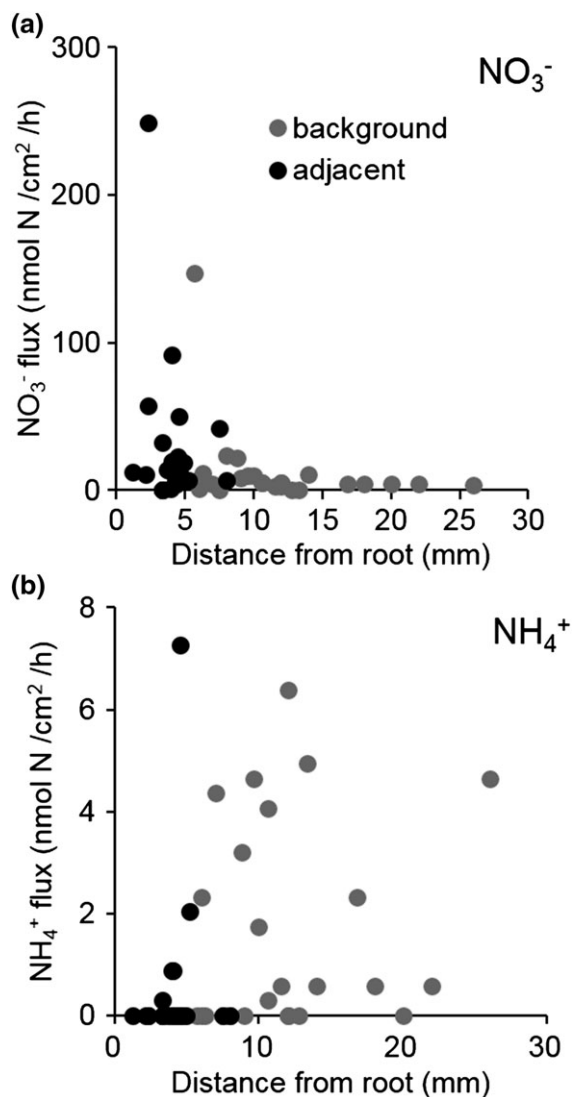 (a)
300
200
100
0
NO₃⁻ flux (nmol N /cm² /h)
NO₃⁻
background
adjacent
0 5 10 15 20 25 30
Distance from root (mm)
(b)
8
6
4
2
0
NH₄⁺ flux (nmol N /cm² /h)
NH₄⁺
0 10 20 30
Distance from root (mm)